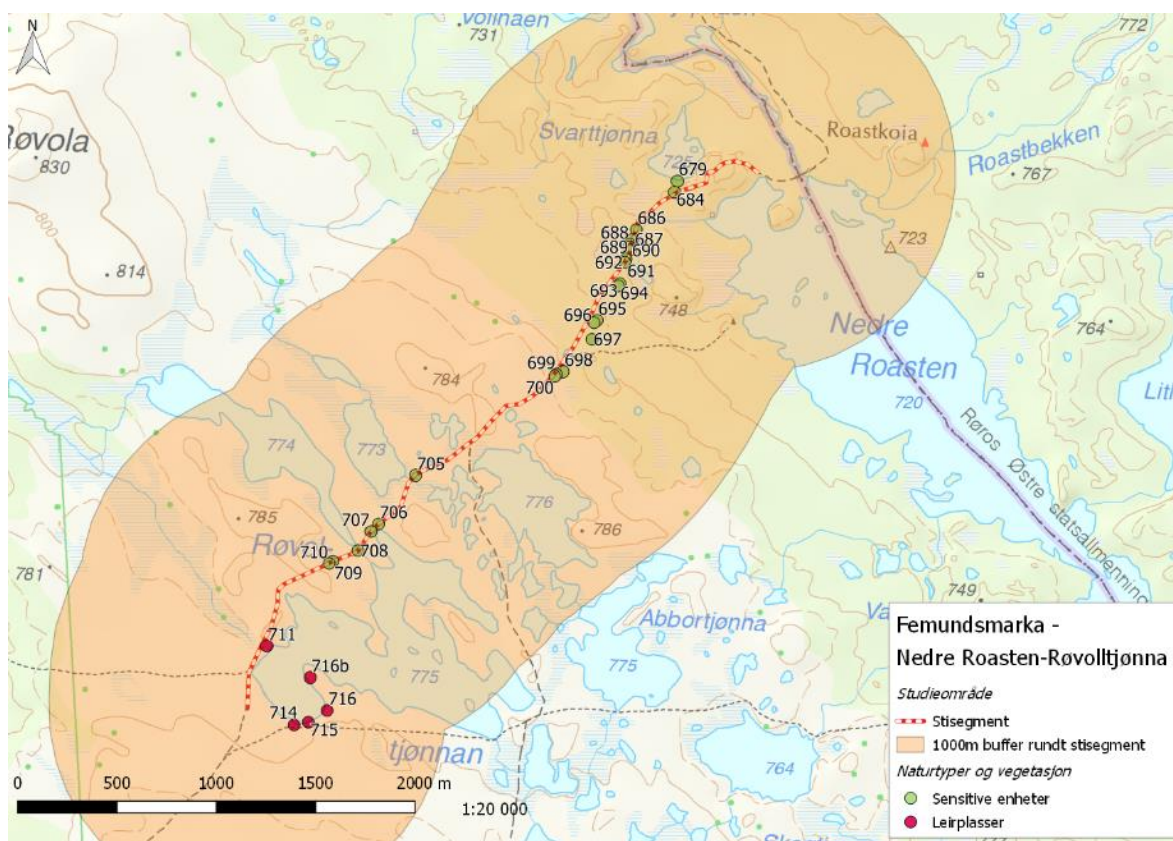 N
Vollhåen
731
772
Røvola
830
800
814
Svarttjønna
725
Roastkoia
Roastbekken
767
679
684
686
688
687
689
690
692
691
693
694
748
723
696
695
697
Nedre
Roasten
720
764
699
698
700
784
774
773
705
776
786
785
707
706
Røvol-
708
710
709
781
711
716b
775
714
716
715
tjønnan
Abbortjønna
775
764
749
Røros Østre statsallmenning
Femundsmarka -
Nedre Roasten-Røvolltjønna
Studieområde
Stisegment
1000m buffer rundt stisegment
Naturtyper og vegetasjon
Sensitive enheter
Leirplasser
0 500 1000 1500 2000 m
1:20 000